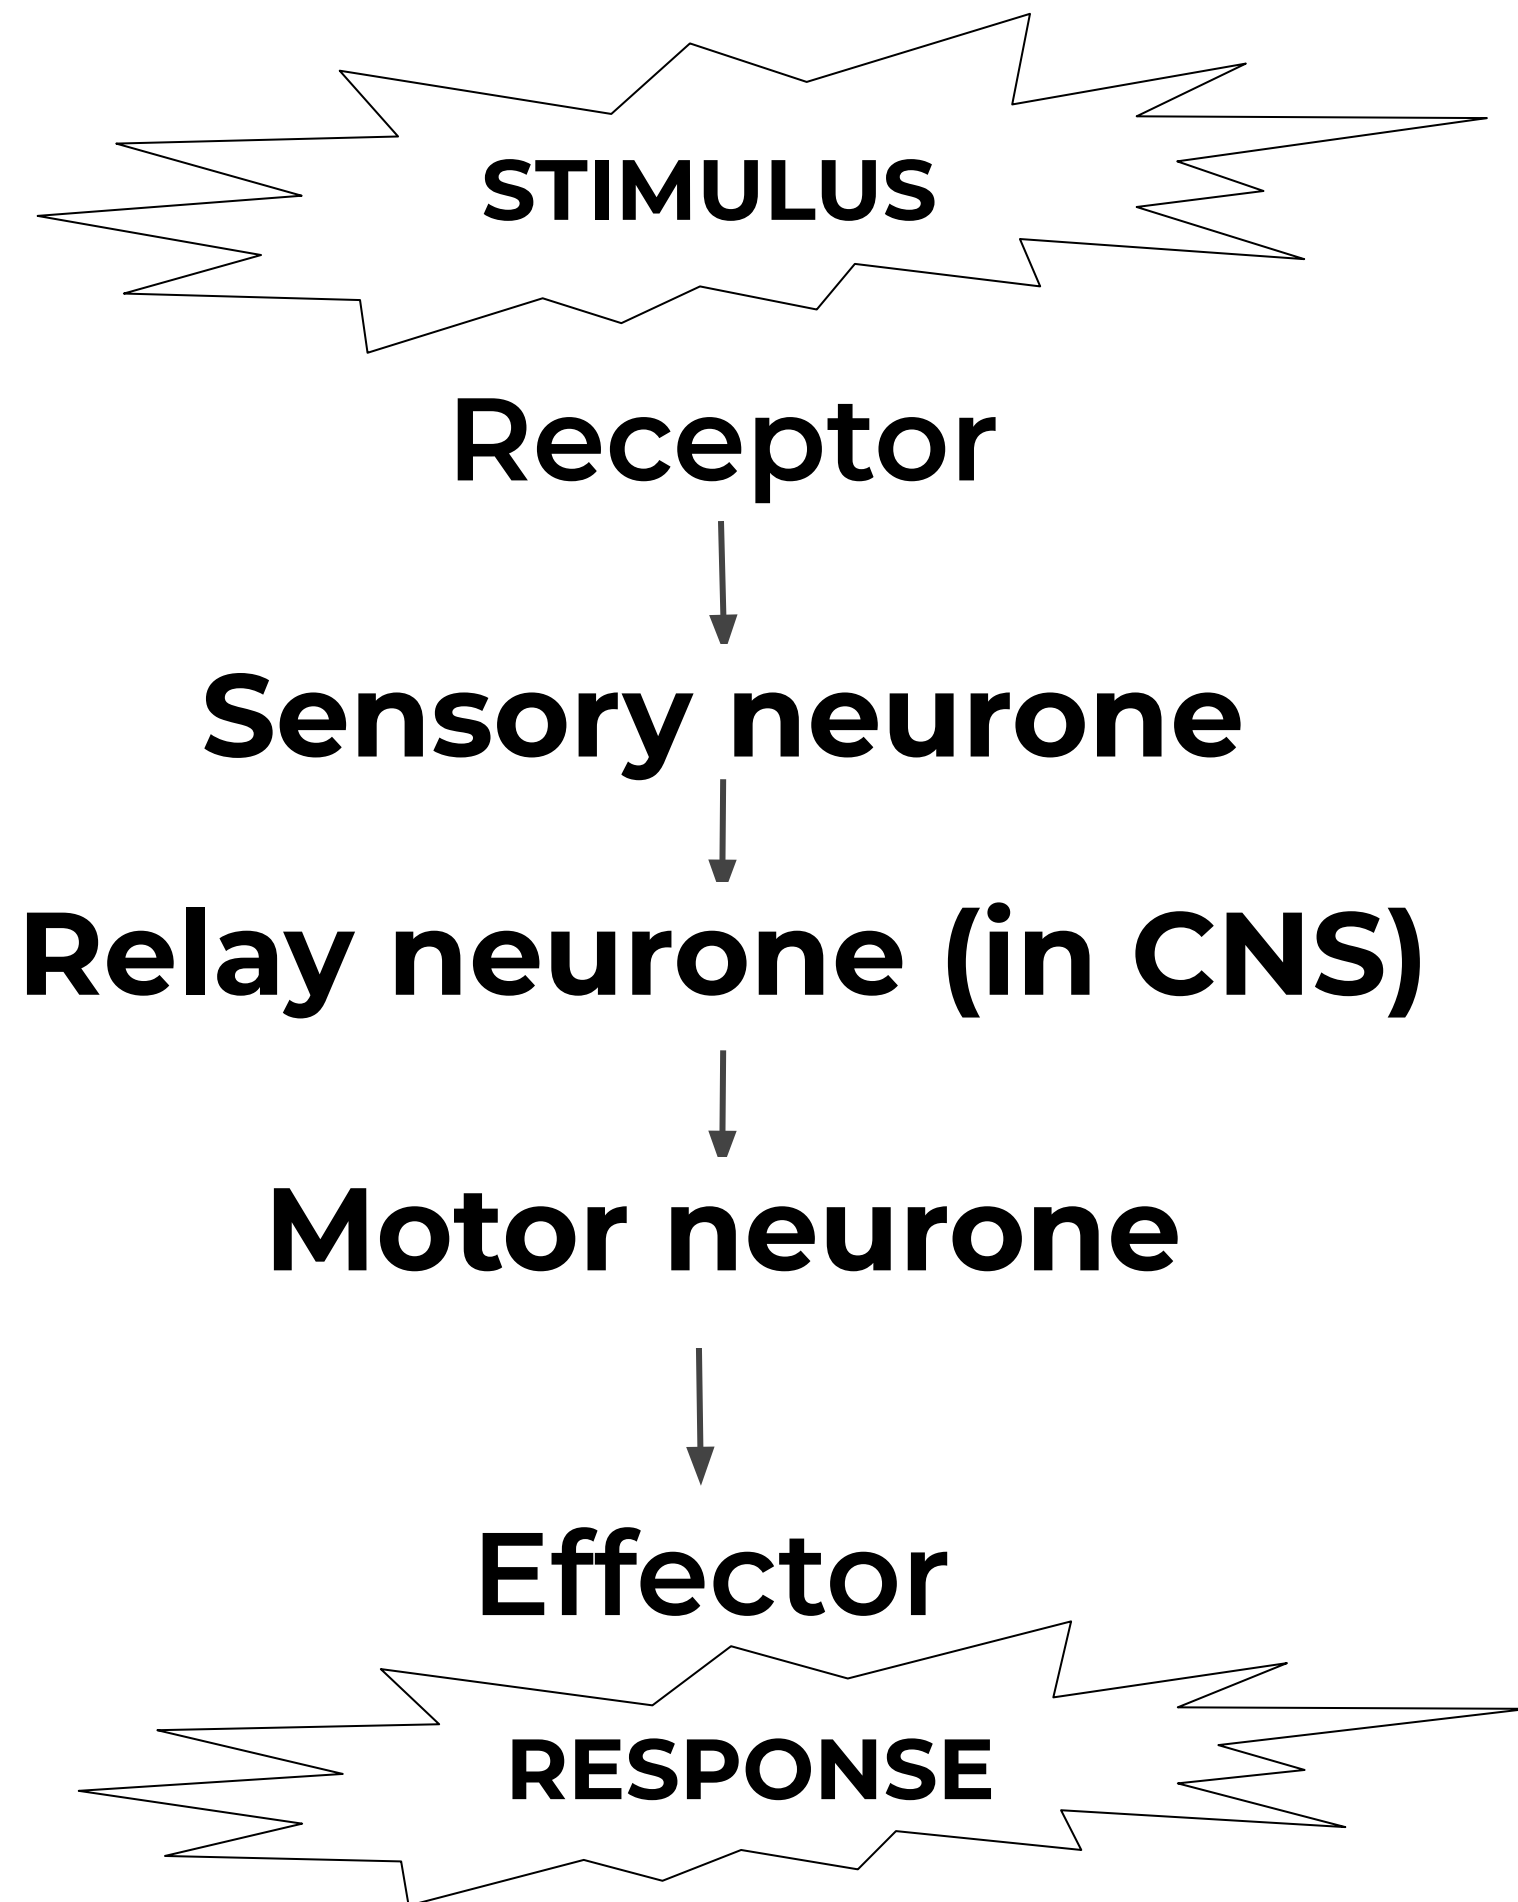 STIMULUS
Receptor
Sensory neurone
Relay neurone (in CNS)
Motor neurone
Effector
RESPONSE